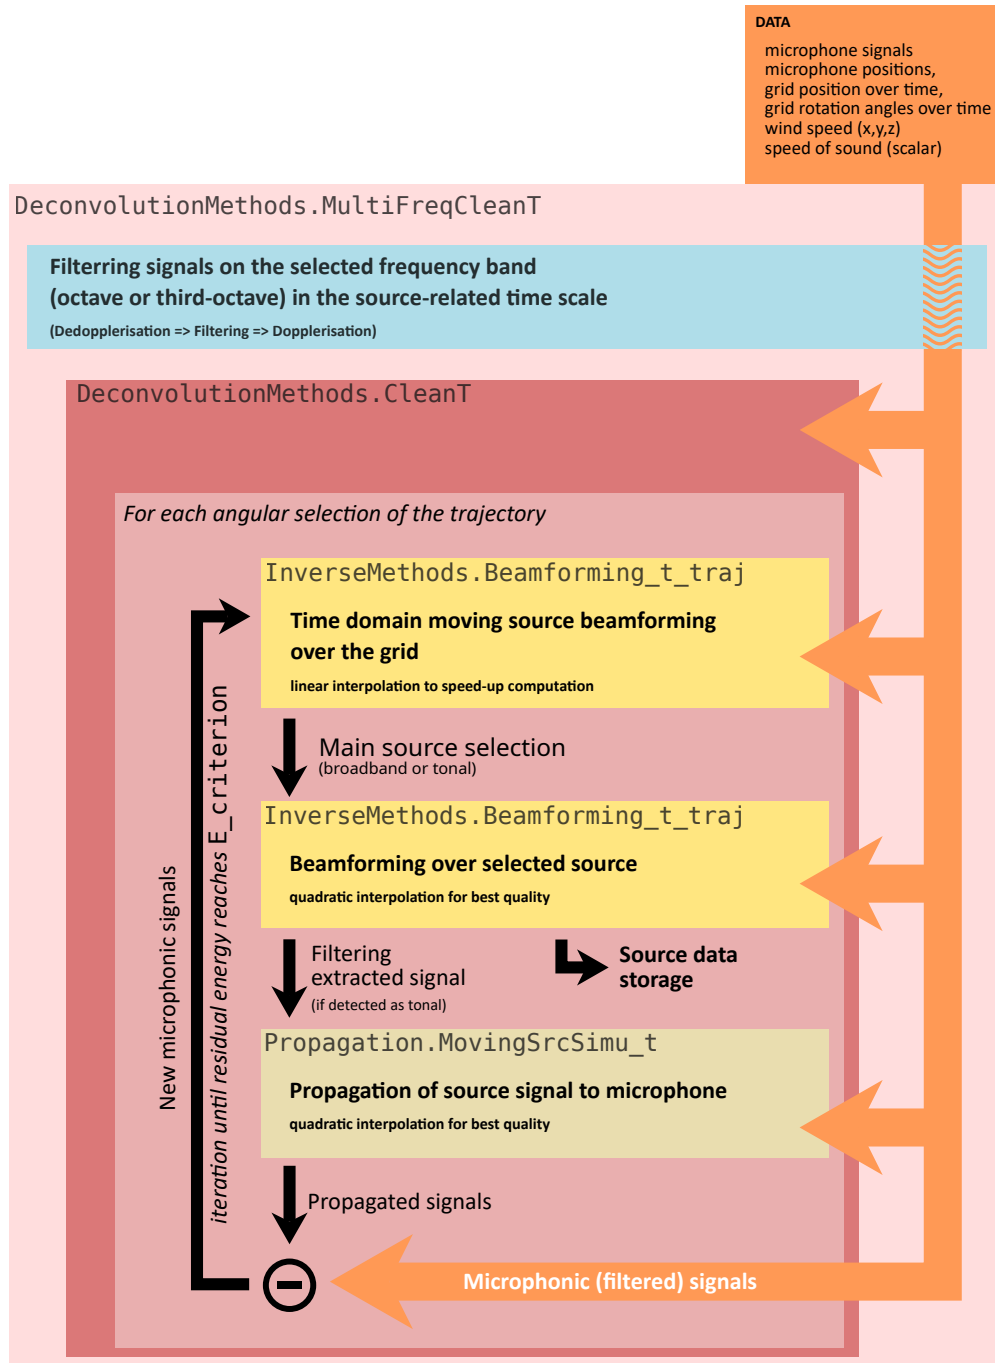 DATA
microphone signals
microphone positions,
grid position over time,
grid rotation angles over time
wind speed (x,y,z)
speed of sound (scalar)
DeconvolutionMethods.MultiFreqCleanT
Filterring signals on the selected frequency band
(octave or third-octave) in the source-related time scale
(Dedopplerisation => Filtering => Dopplerisation)
DeconvolutionMethods.CleanT
For each angular selection of the trajectory
InverseMethods.Beamforming_t_traj
Time domain moving source beamforming
over the grid
linear interpolation to speed-up computation
Main source selection
(broadband or tonal)
InverseMethods.Beamforming_t_traj
Beamforming over selected source
quadratic interpolation for best quality
Filtering
extracted signal
(if detected as tonal)
Source data
storage
Propagation.MovingSrcSimu_t
Propagation of source signal to microphone
quadratic interpolation for best quality
Propagated signals
Microphonic (filtered) signals
New microphonic signals
iteration until residual energy reaches E_criterion